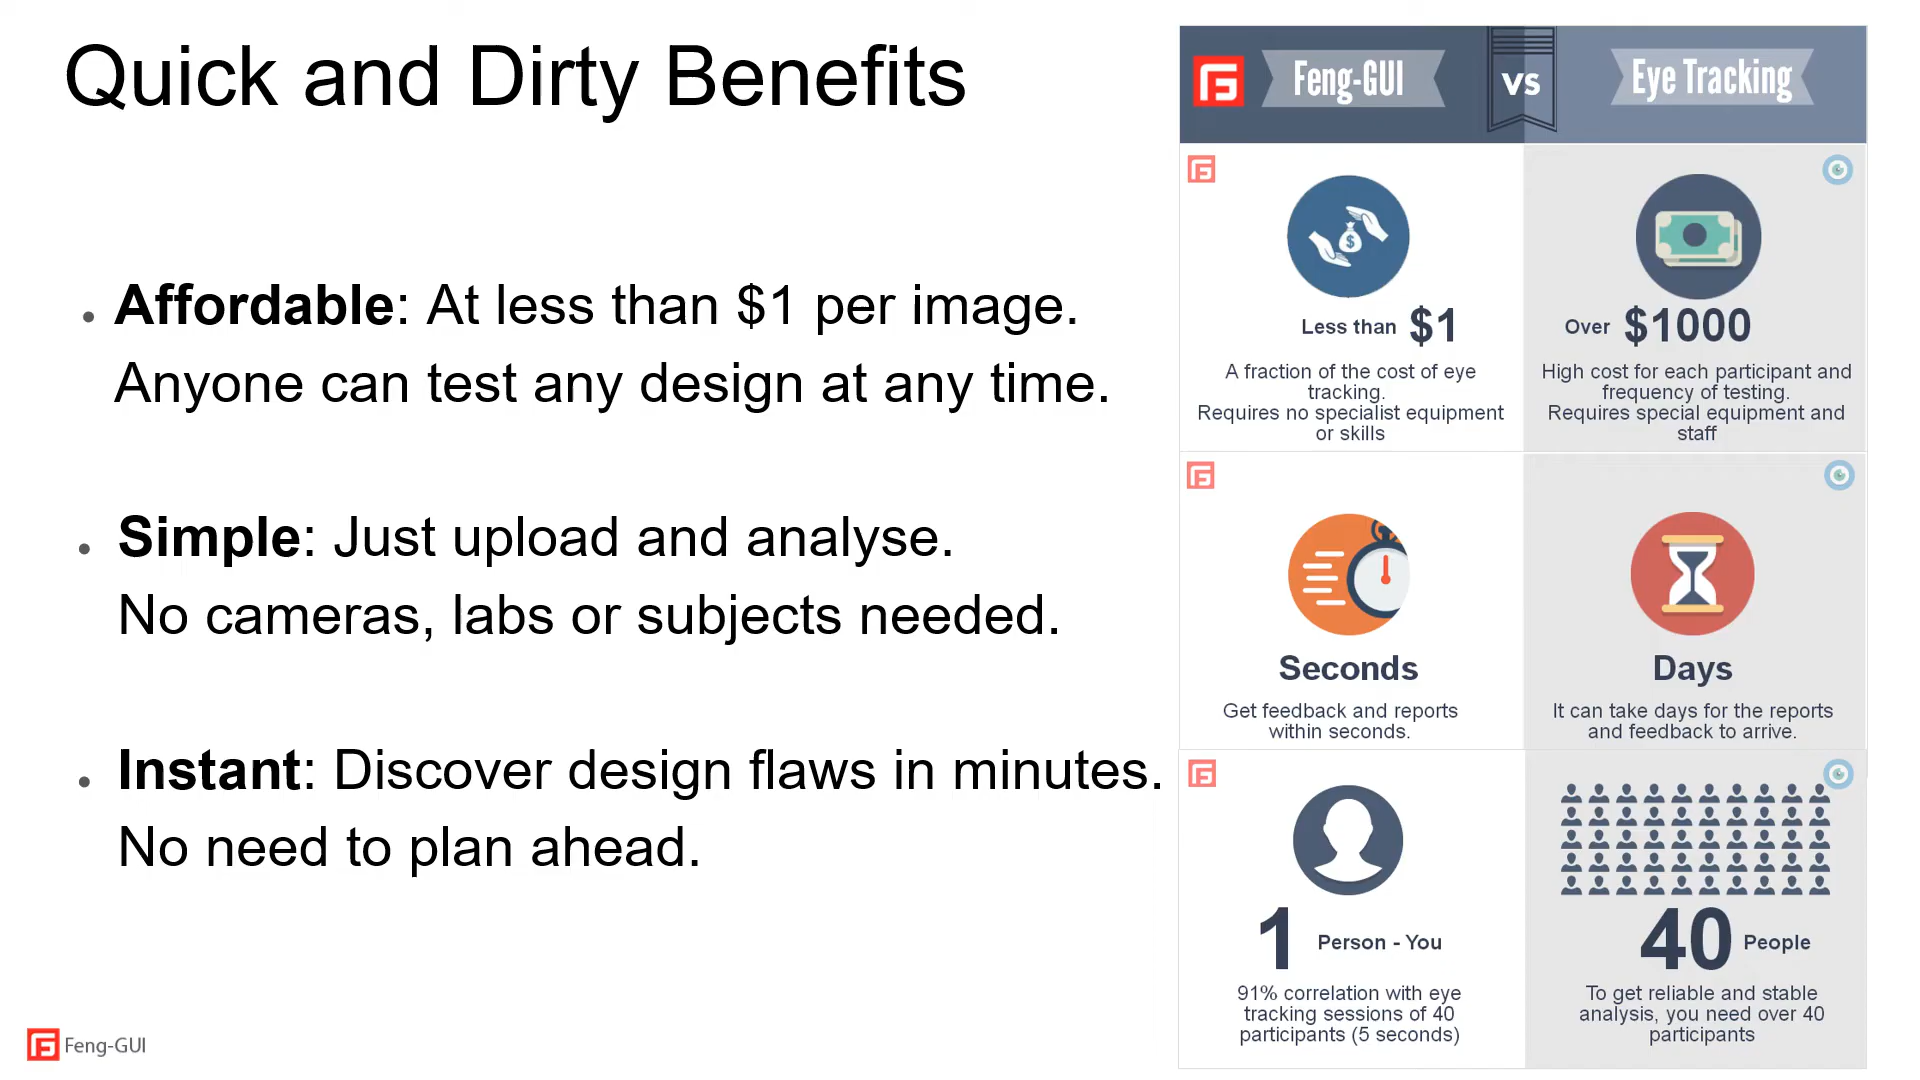 Quick and Dirty Benefits
• Affordable: At less than $1 per image.
Anyone can test any design at any time.
• Simple: Just upload and analyse.
No cameras, labs or subjects needed.
• Instant: Discover design flaws in minutes.
No need to plan ahead.
Feng-GUI
Feng-GUI vs Eye Tracking
Less than $1
A fraction of the cost of eye
tracking.
Requires no specialist equipment
or skills
Over $1000
High cost for each participant and
frequency of testing.
Requires special equipment and
staff
Seconds
Get feedback and reports
within seconds.
Days
It can take days for the reports
and feedback to arrive.
1 Person - You
91% correlation with eye
tracking sessions of 40
participants (5 seconds)
40 People
To get reliable and stable
analysis, you need over 40
participants